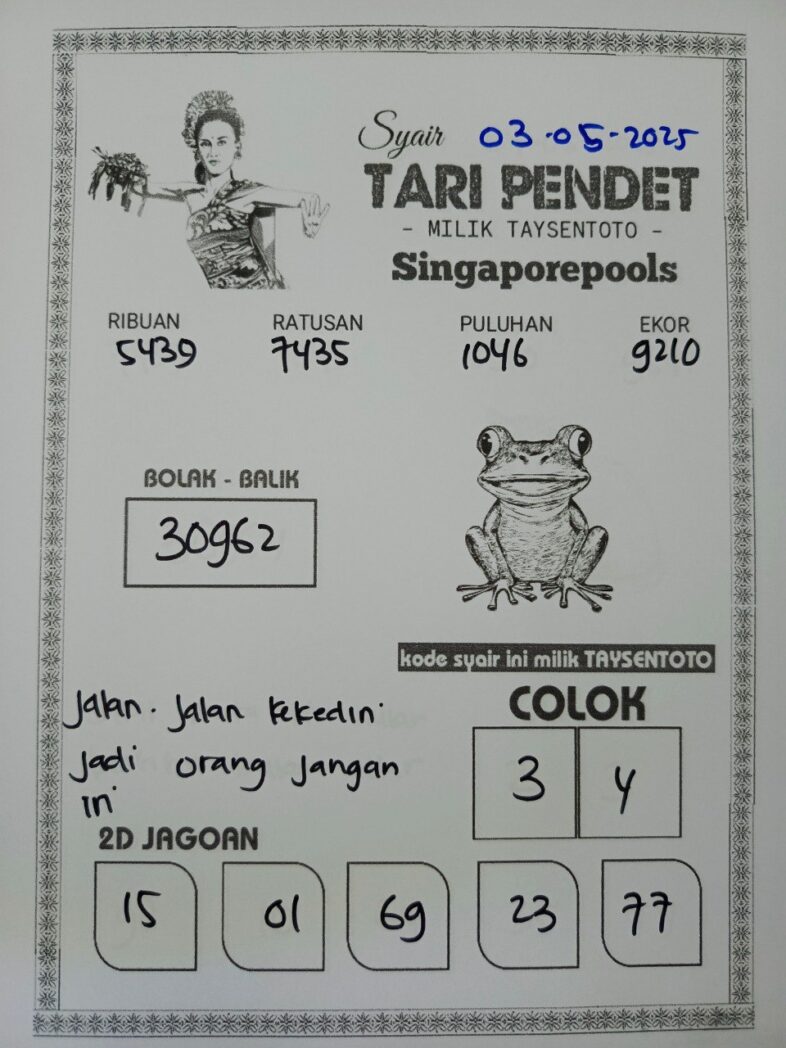 Syair 03-05-2025
TARI PENDET
- MILIK TAYSENTOTO -
Singaporepools
RIBUAN RATUSAN PULUHAN EKOR
5439 7435 1046 9210
BOLAK - BALIK
30962
kode syair ini milik TAYSENTOTO
Jalan. Jalan kekediri
Jadi orang jangan
iri
COLOK
3 4
2D JAGOAN
15 01 69 23 77